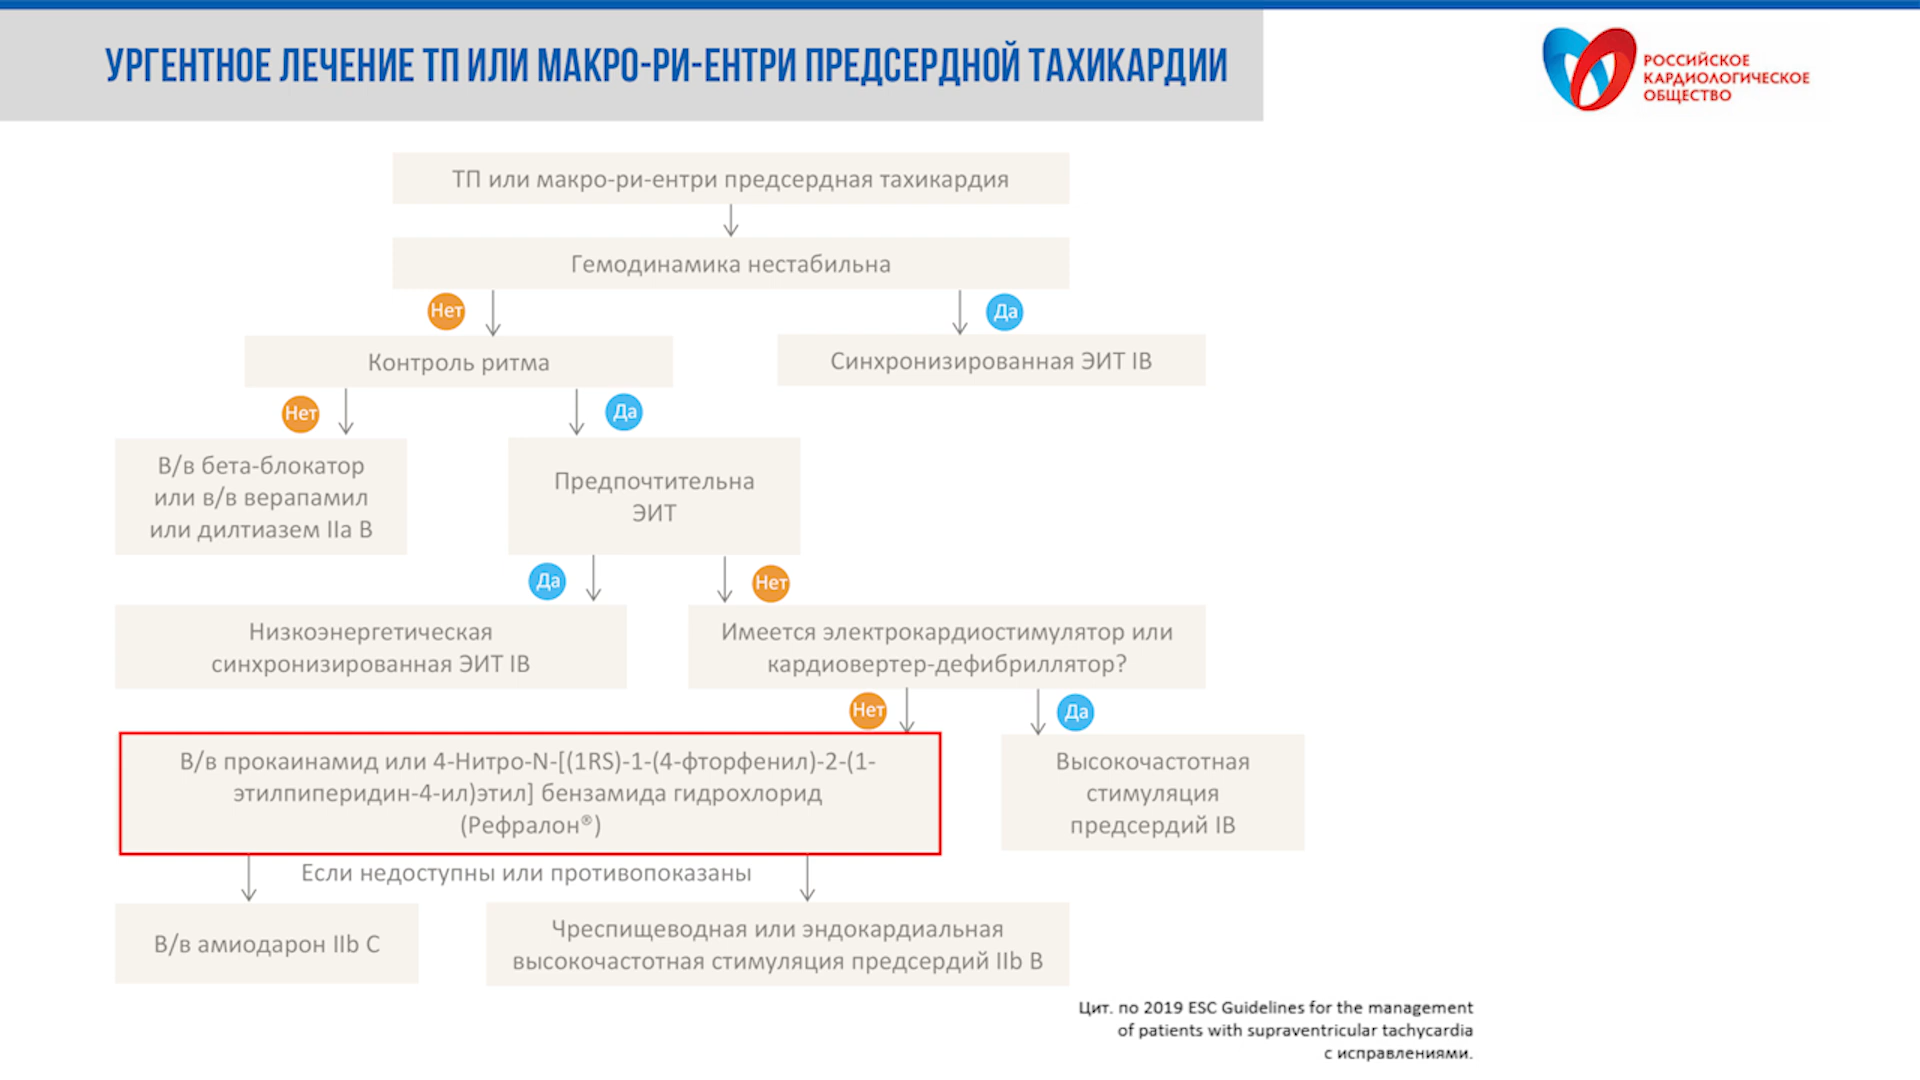 УРГЕНТНОЕ ЛЕЧЕНИЕ ТП ИЛИ МАКРО-РИ-ЕНТРИ ПРЕДСЕРДНОЙ ТАХИКАРДИИ
РОССИЙСКОЕ
КАРДИОЛОГИЧЕСКОЕ
ОБЩЕСТВО
ТП или макро-ри-ентри предсердная тахикардия
Гемодинамика нестабильна
Нет
Да
Контроль ритма
Синхронизированная ЭИТ IB
Нет
Да
В/в бета-блокатор
или в/в верапамил
или дилтиазем IIa B
Предпочтительна
ЭИТ
Да
Нет
Низкоэнергетическая
синхронизированная ЭИТ IB
Имеется электрокардиостимулятор или
кардиовертер-дефибриллятор?
Нет
Да
В/в прокаинамид или 4-Нитро-N-[(1RS)-1-(4-фторфенил)-2-(1-
этилпиперидин-4-ил)этил] бензамида гидрохлорид
(Рефралон®)
Высокочастотная
стимуляция
предсердий IB
Если недоступны или противопоказаны
В/в амиодарон IIb C
Чреспищеводная или эндокардиальная
высокочастотная стимуляция предсердий IIb B
Цит. по 2019 ESC Guidelines for the management
of patients with supraventricular tachycardia
с исправлениями.